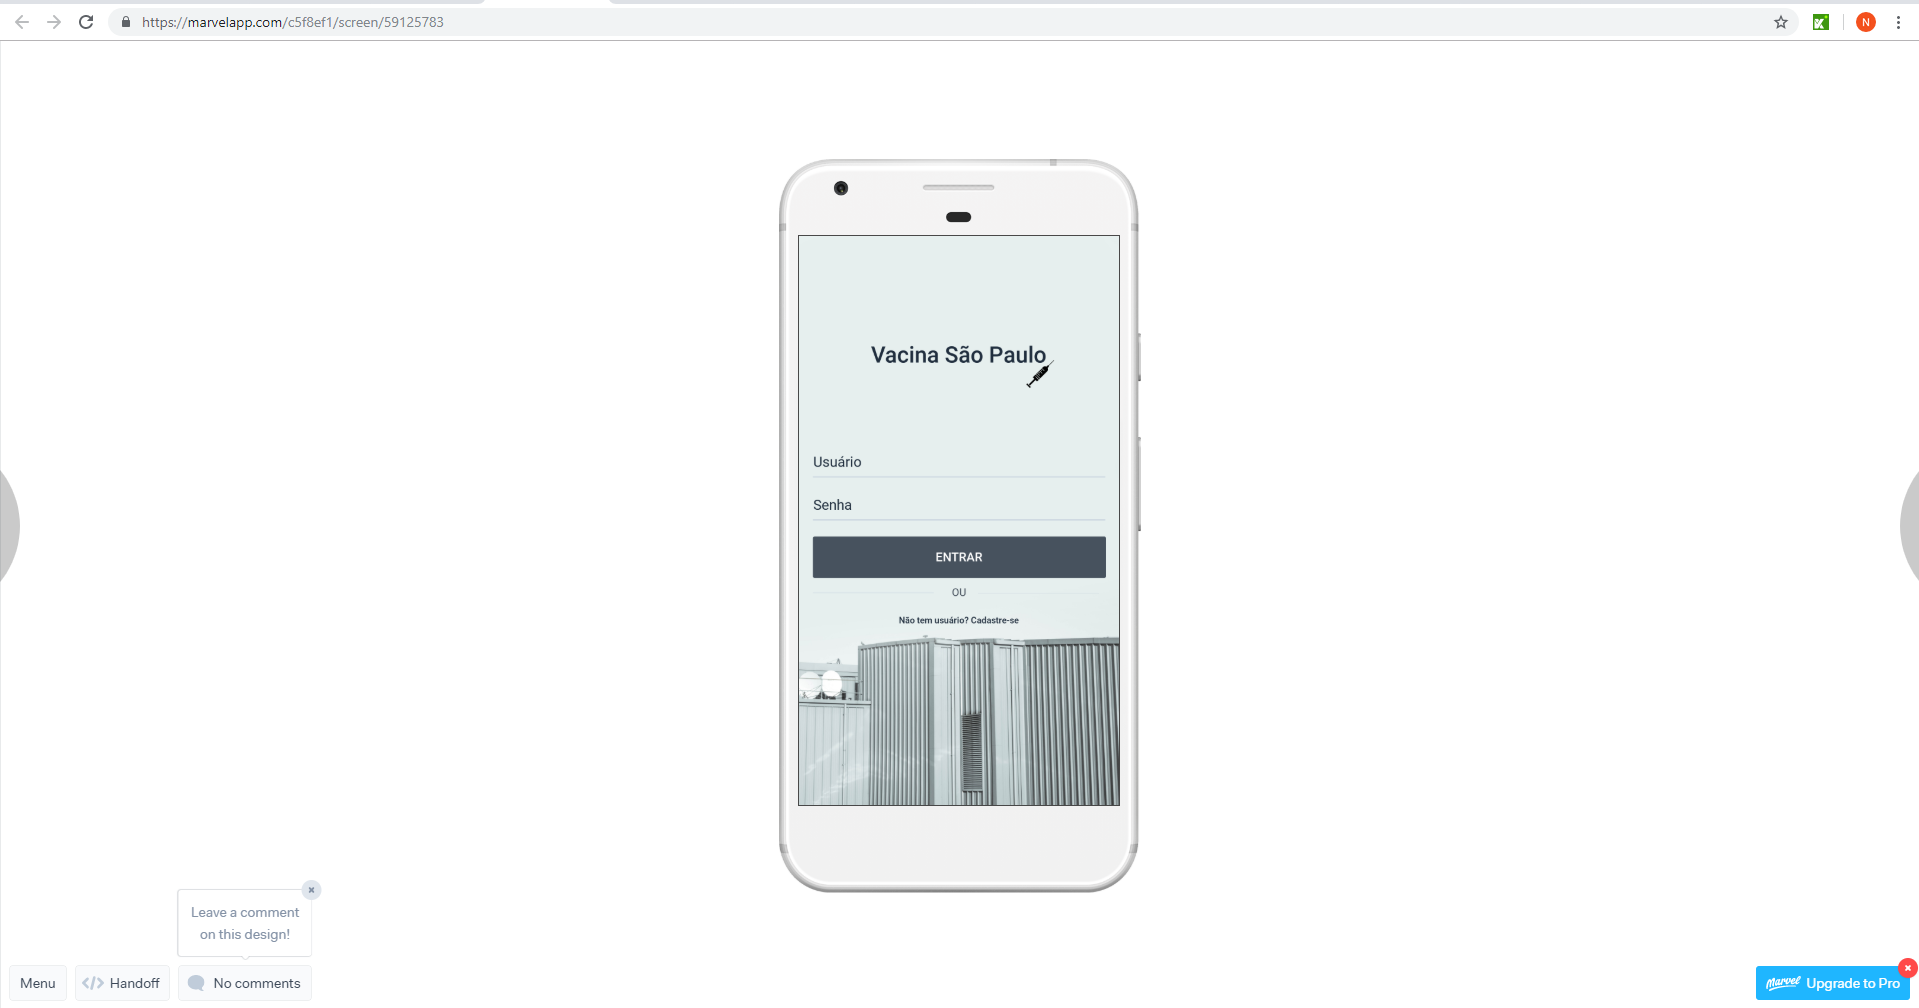 https://marvelapp.com/c5f8ef1/screen/59125783
N
Vacina São Paulo
Usuário
Senha
ENTRAR
OU
Não tem usuário? Cadastre-se
Leave a comment
on this design!
Menu
</> Handoff
No comments
Marvel Upgrade to Pro